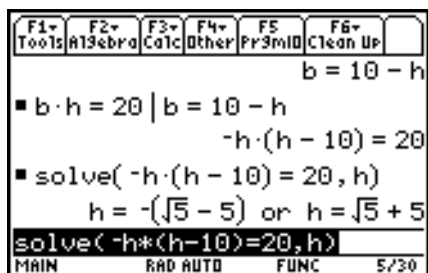 F1▾ F2▾ F3▾ F4▾ F5 F6▾
Tools Algebra Calc Other PrgmIO Clean Up
b = 10 − h
▪ b·h = 20 | b = 10 − h
⁻h·(h − 10) = 20
▪ solve(⁻h·(h − 10) = 20, h)
h = ⁻(√5 − 5) or h = √5 + 5
solve(⁻h*(h-10)=20,h)
MAIN RAD AUTO FUNC 5/30